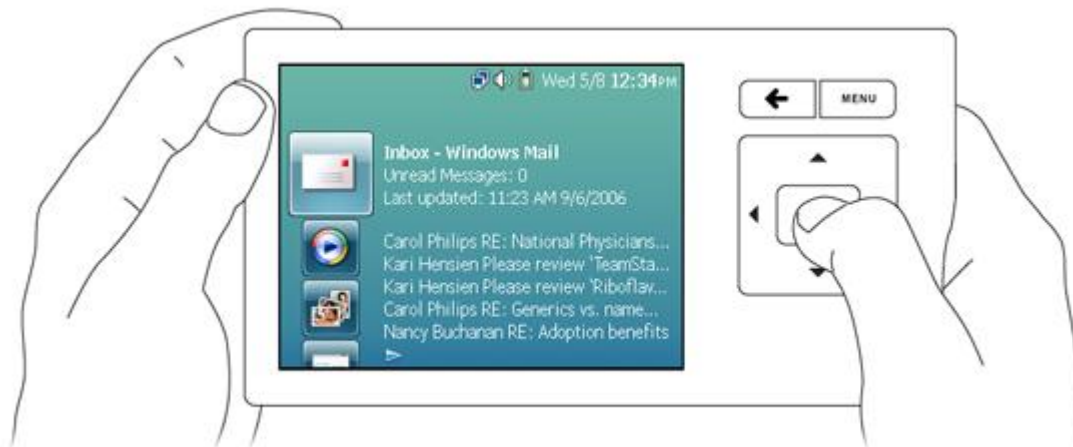 Wed 5/8 12:34PM
MENU
Inbox - Windows Mail
Unread Messages: 0
Last updated: 11:23 AM 9/6/2006
Carol Philips RE: National Physicians...
Kari Hensien Please review 'TeamSta...
Kari Hensien Please review 'Riboflav...
Carol Philips RE: Generics vs. name...
Nancy Buchanan RE: Adoption benefits